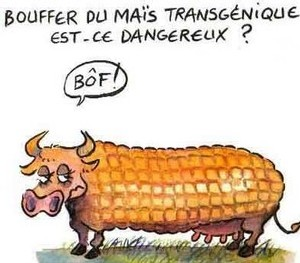 BOUFFER DU MAÏS TRANSGÉNIQUE
EST-CE DANGEREUX ?
BÔF!